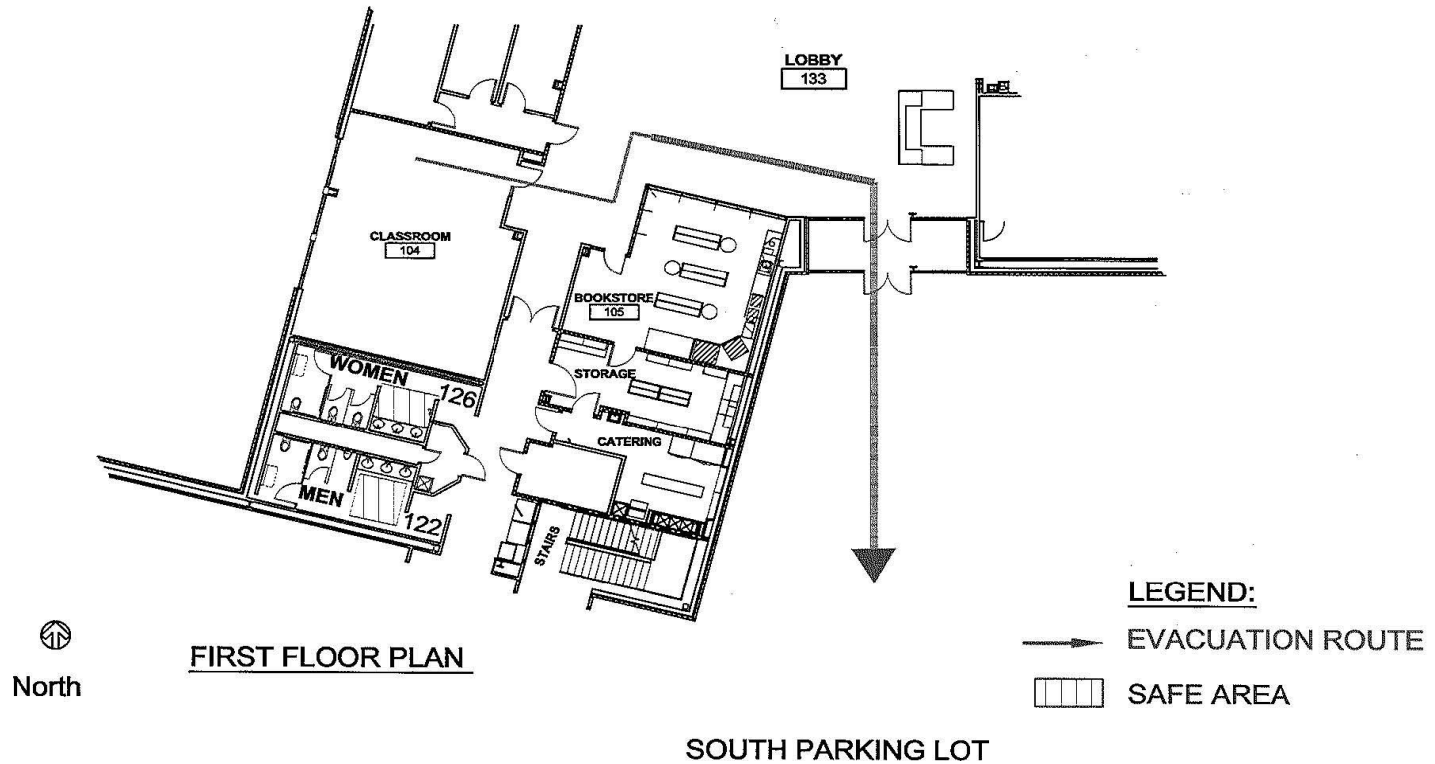 LOBBY
133
CLASSROOM
104
BOOKSTORE
105
STORAGE
WOMEN
126
CATERING
MEN
122
STAIRS
LEGEND:
EVACUATION ROUTE
SAFE AREA
North
FIRST FLOOR PLAN
SOUTH PARKING LOT